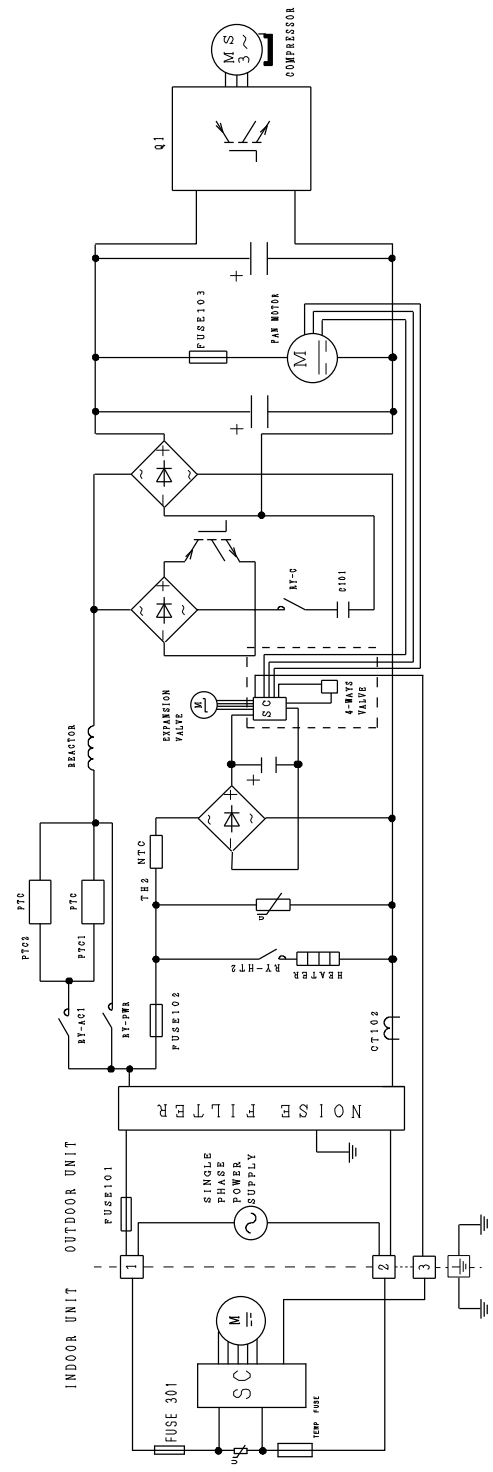 INDOOR UNIT
OUTDOOR UNIT
FUSE 301
SC
M
U
TEMP FUSE
1
2
3
FUSE101
SINGLE
PHASE
POWER
SUPPLY
NOISE FILTER
RY-AC1
RY-PWR
FUSE102
CT102
PTC2
PTC
PTC1
PTC
RY-HT2
HEATER
U
TH2
NTC
REACTOR
+
~
~
+
EXPANSION
VALVE
M
SC
4-WAYS
VALVE
RY-C
C101
+
~
~
+
~
~
+
FUSE103
FAN MOTOR
M
+
Q1
M S
3 ~
COMPRESSOR